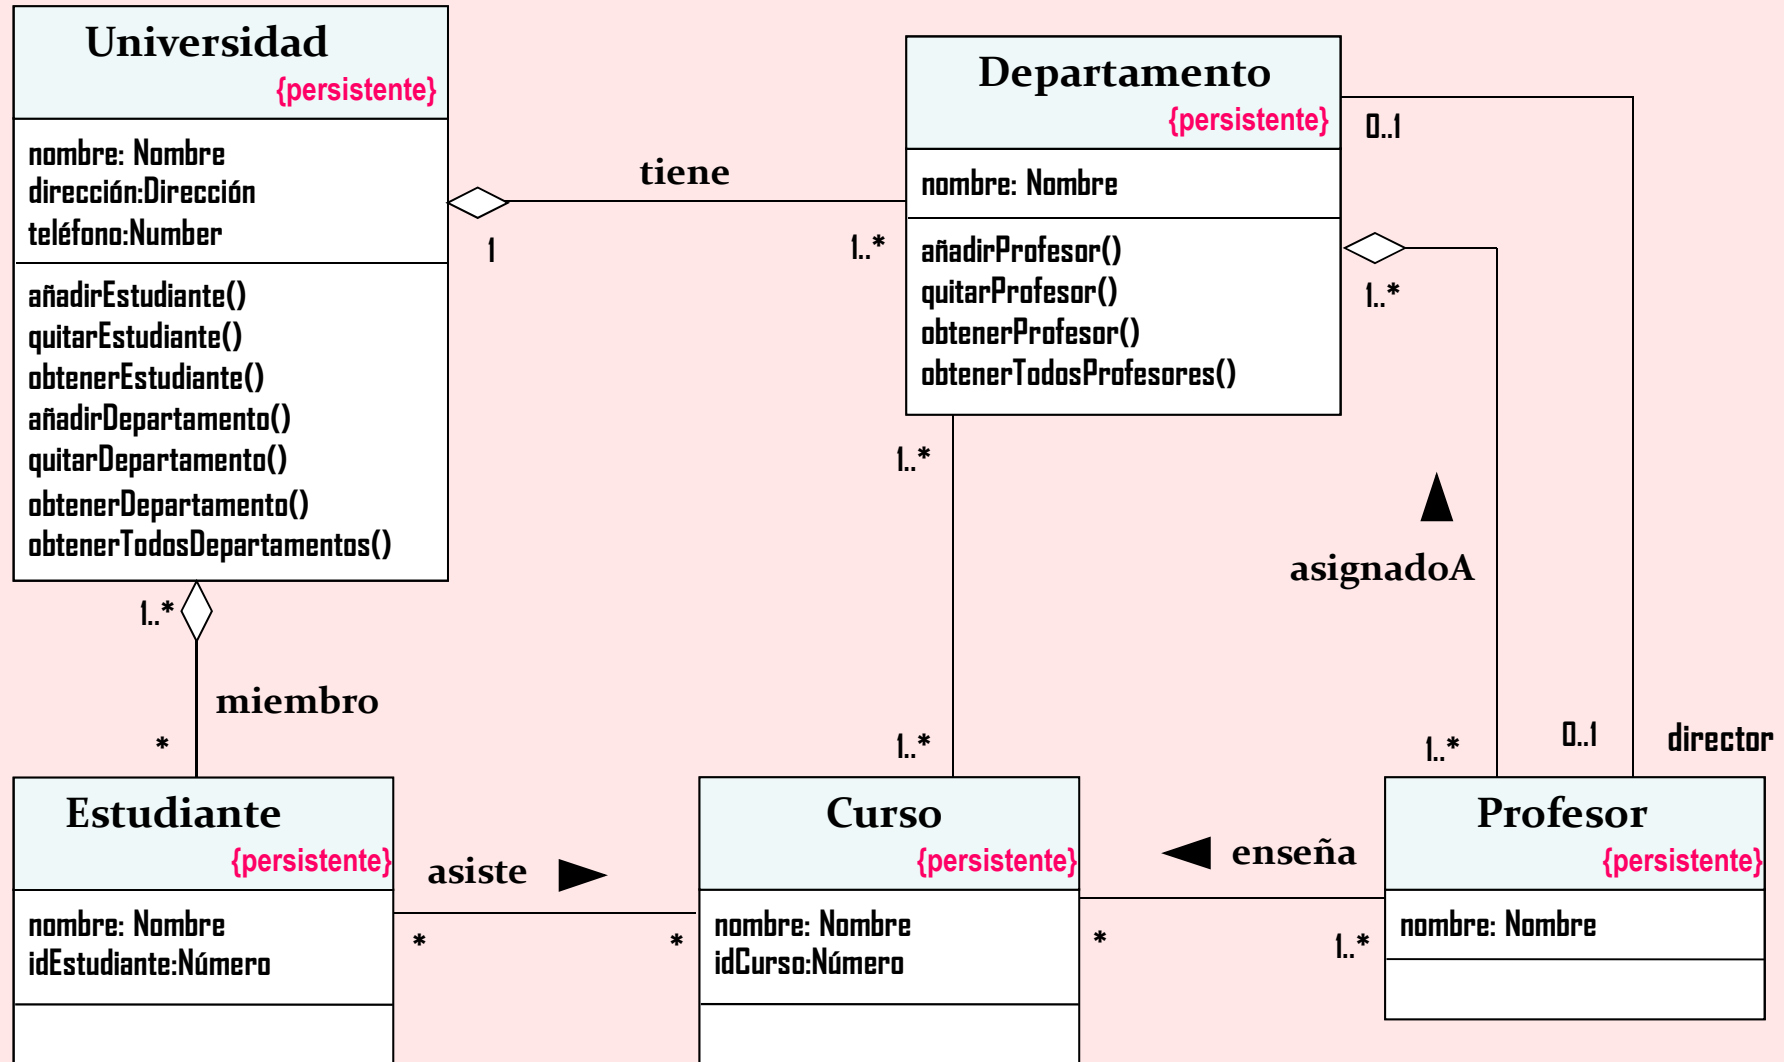 Universidad
{persistente}
nombre: Nombre
dirección:Dirección
teléfono:Number
añadirEstudiante()
quitarEstudiante()
obtenerEstudiante()
añadirDepartamento()
quitarDepartamento()
obtenerDepartamento()
obtenerTodosDepartamentos()
tiene
1
1..*
Departamento
{persistente}
nombre: Nombre
añadirProfesor()
quitarProfesor()
obtenerProfesor()
obtenerTodosProfesores()
0..1
1..*
1..*
asignadoA
1..*
miembro
*
1..*
1..*
0..1
director
Estudiante
{persistente}
nombre: Nombre
idEstudiante:Número
asiste
*
*
Curso
{persistente}
nombre: Nombre
idCurso:Número
enseña
*
1..*
Profesor
{persistente}
nombre: Nombre